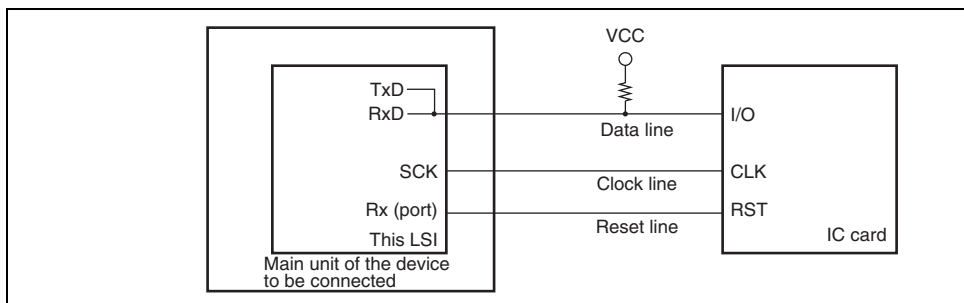 VCC
TxD
RxD
I/O
Data line
SCK
CLK
Clock line
Rx (port)
RST
Reset line
This LSI
IC card
Main unit of the device
to be connected